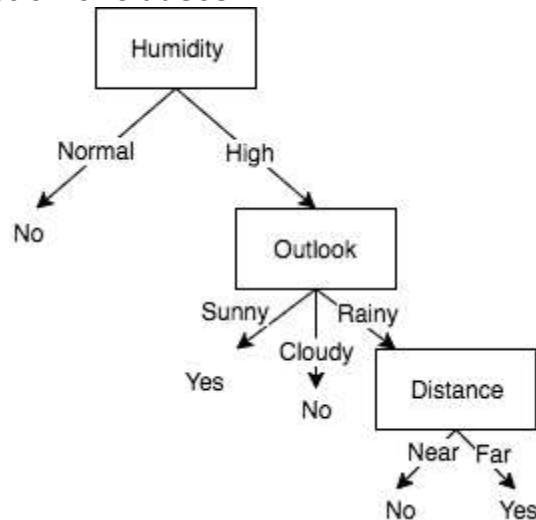 Humidity
Normal
High
No
Outlook
Sunny
Rainy
Cloudy
Yes
No
Distance
Near
Far
No
Yes